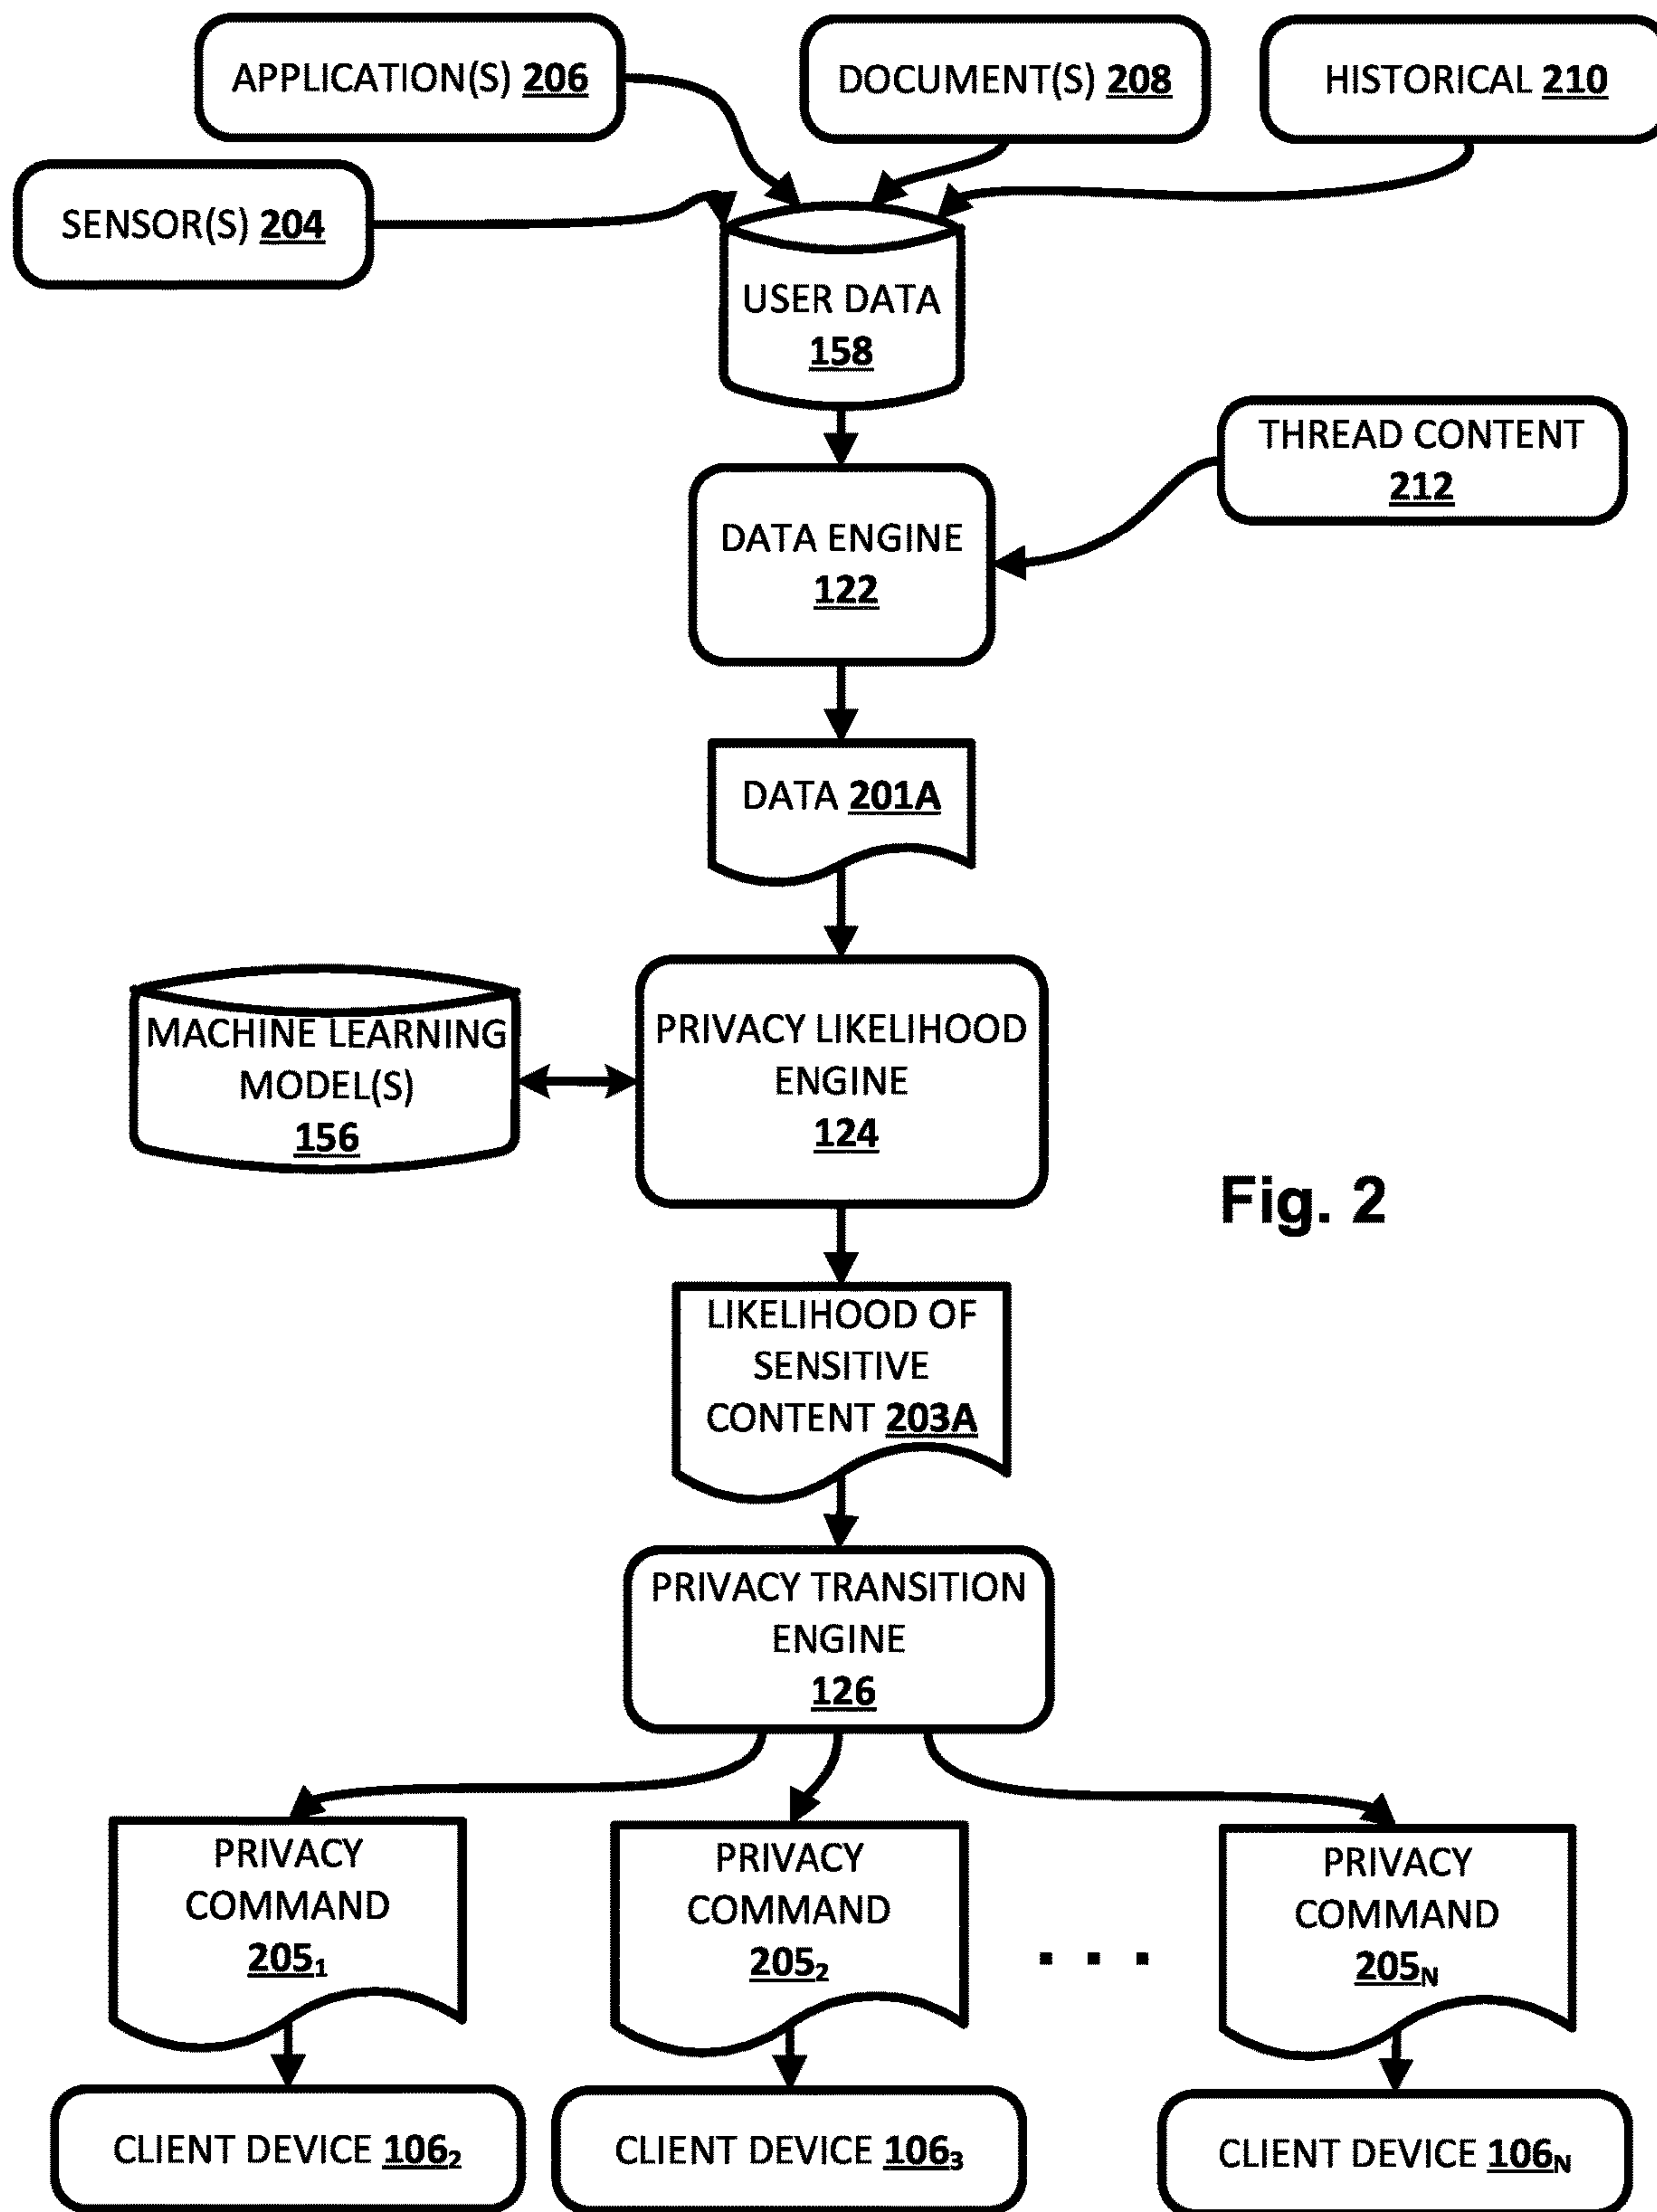 APPLICATION(S) 206
DOCUMENT(S) 208
HISTORICAL 210
SENSOR(S) 204
USER DATA
158
THREAD CONTENT
212
DATA ENGINE
122
DATA 201A
MACHINE LEARNING
MODEL(S)
156
PRIVACY LIKELIHOOD
ENGINE
124
Fig. 2
LIKELIHOOD OF
SENSITIVE
CONTENT 203A
PRIVACY TRANSITION
ENGINE
126
PRIVACY
COMMAND
205₁
PRIVACY
COMMAND
205₂
. . .
PRIVACY
COMMAND
205N
CLIENT DEVICE 106₂
CLIENT DEVICE 106₃
CLIENT DEVICE 106N